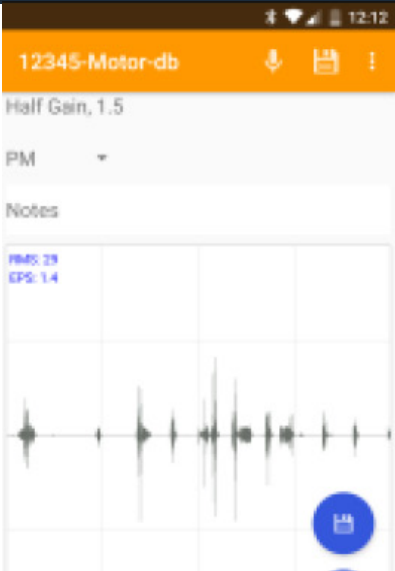 12:12
12345-Motor-db
Half Gain, 1.5
PM
Notes
RMS: 29
EPS: 1.4